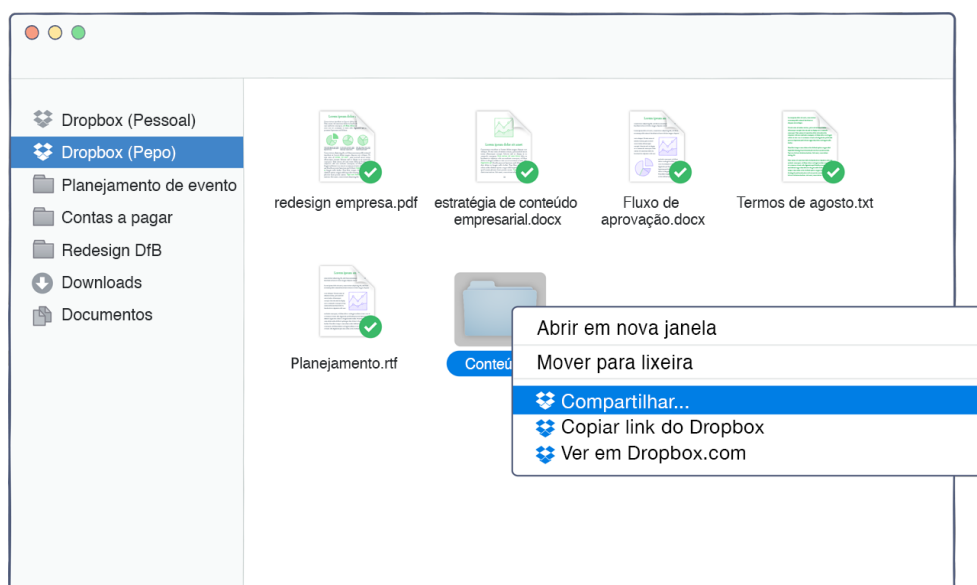 Dropbox (Pessoal)
Dropbox (Pepo)
Planejamento de evento
Contas a pagar
Redesign DfB
Downloads
Documentos
redesign empresa.pdf
estratégia de conteúdo
empresarial.docx
Fluxo de
aprovação.docx
Termos de agosto.txt
Planejamento.rtf
Conteú
Abrir em nova janela
Mover para lixeira
Compartilhar...
Copiar link do Dropbox
Ver em Dropbox.com